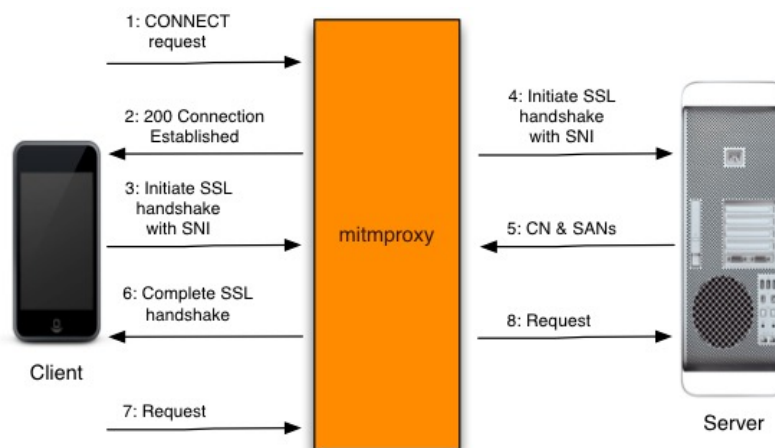 1: CONNECT
request
2: 200 Connection
Established
3: Initiate SSL
handshake
with SNI
6: Complete SSL
handshake
7: Request
Client
mitmproxy
4: Initiate SSL
handshake
with SNI
5: CN & SANs
8: Request
Server